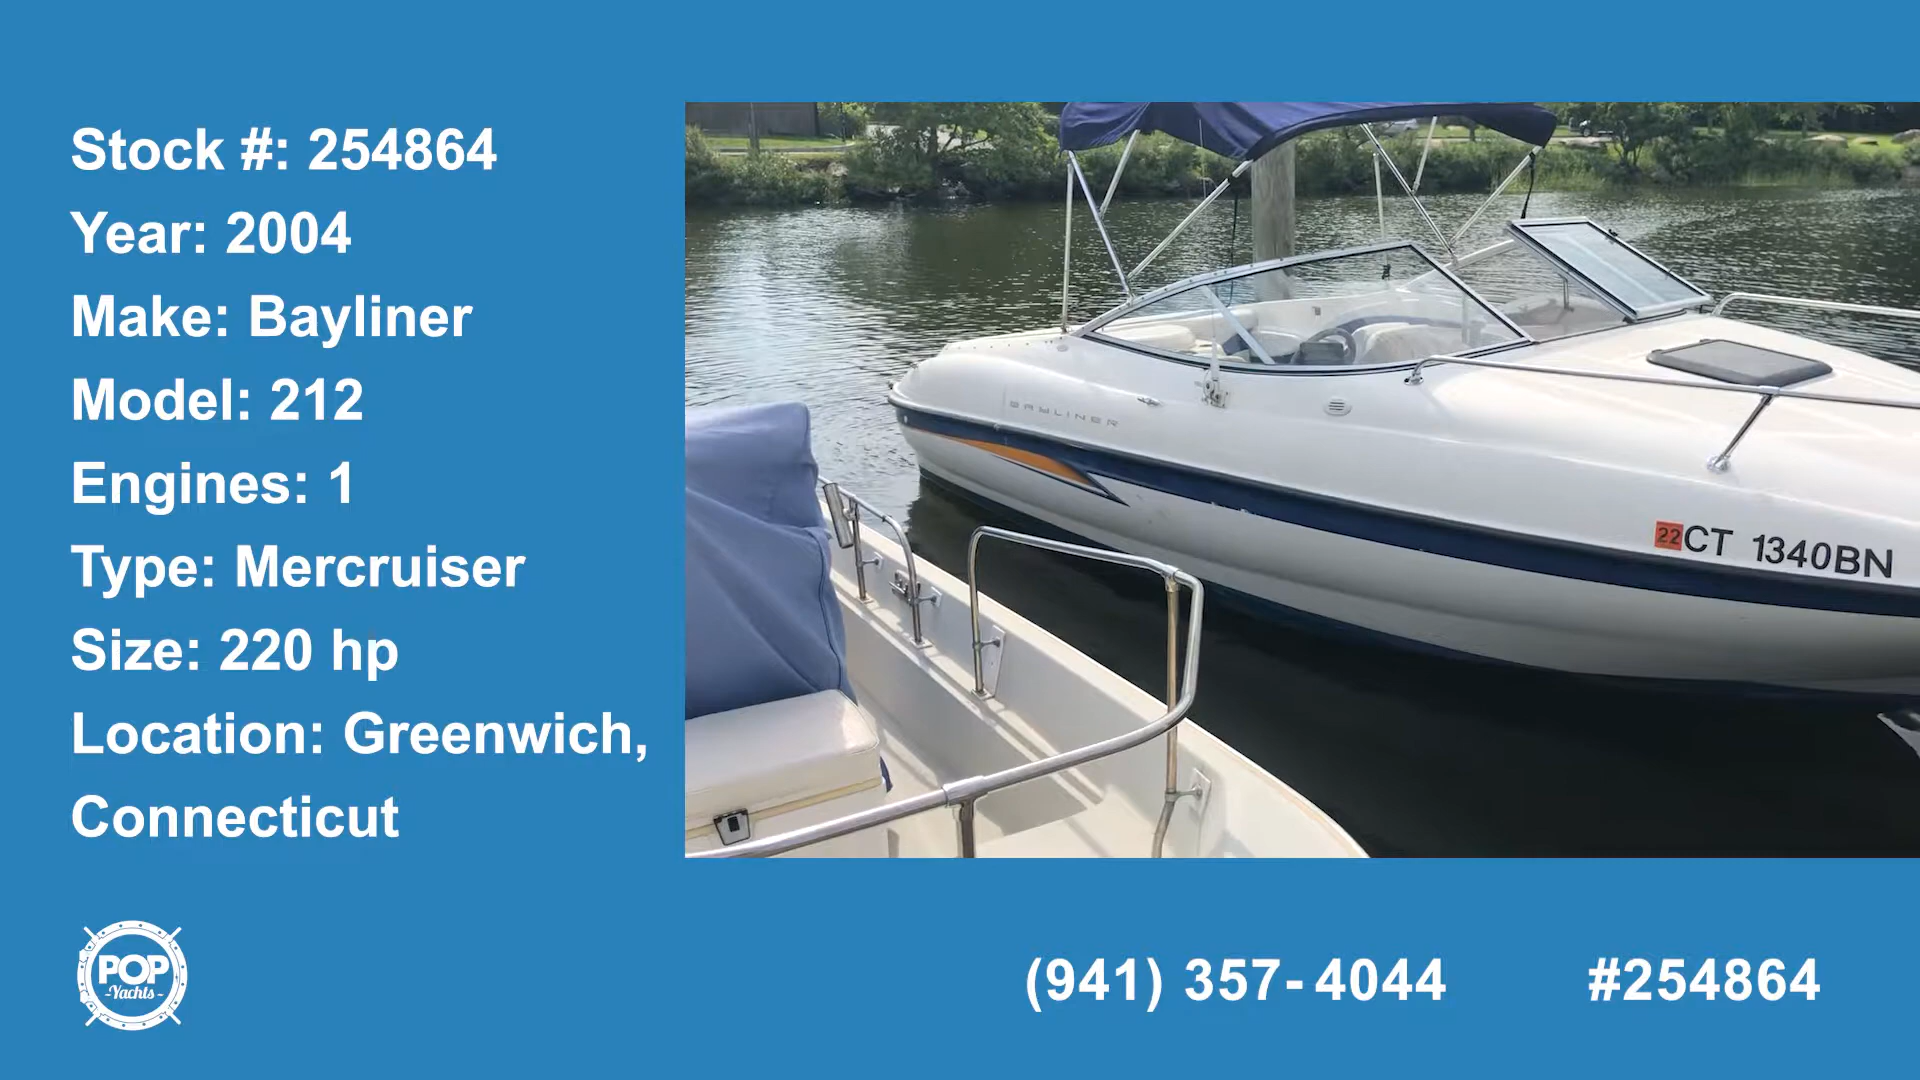 Stock #: 254864
Year: 2004
Make: Bayliner
Model: 212
Engines: 1
Type: Mercruiser
Size: 220 hp
Location: Greenwich,
Connecticut
BAYLINER
22 CT 1340BN
POP
-Yachts-
(941) 357-4044 #254864